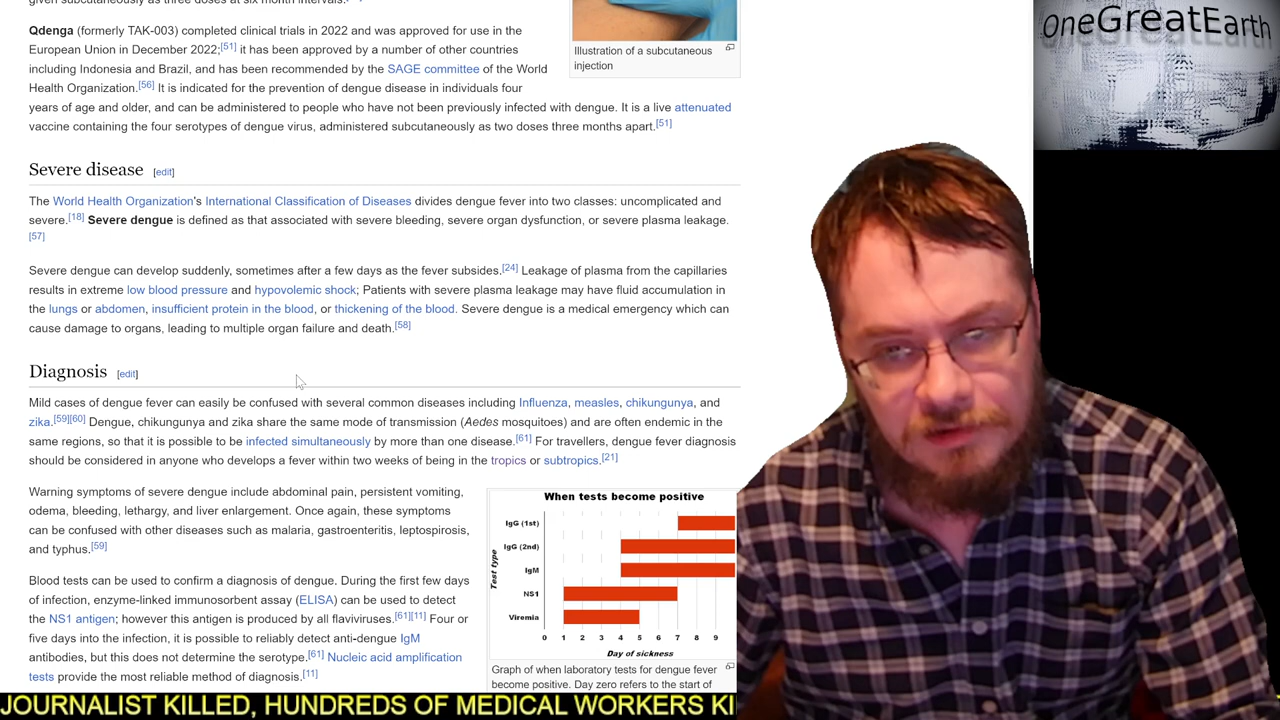 given subcutaneously as three doses at six month intervals.
Qdenga (formerly TAK-003) completed clinical trials in 2022 and was approved for use in the
European Union in December 2022;[51] it has been approved by a number of other countries
including Indonesia and Brazil, and has been recommended by the SAGE committee of the World
Health Organization.[56] It is indicated for the prevention of dengue disease in individuals four
years of age and older, and can be administered to people who have not been previously infected with dengue. It is a live attenuated
vaccine containing the four serotypes of dengue virus, administered subcutaneously as two doses three months apart.[51]
Illustration of a subcutaneous
injection
OneGreatEarth
Severe disease [edit]
The World Health Organization's International Classification of Diseases divides dengue fever into two classes: uncomplicated and
severe.[18] Severe dengue is defined as that associated with severe bleeding, severe organ dysfunction, or severe plasma leakage.
[57]
Severe dengue can develop suddenly, sometimes after a few days as the fever subsides.[24] Leakage of plasma from the capillaries
results in extreme low blood pressure and hypovolemic shock; Patients with severe plasma leakage may have fluid accumulation in
the lungs or abdomen, insufficient protein in the blood, or thickening of the blood. Severe dengue is a medical emergency which can
cause damage to organs, leading to multiple organ failure and death.[58]
Diagnosis [edit]
Mild cases of dengue fever can easily be confused with several common diseases including Influenza, measles, chikungunya, and
zika.[59][60] Dengue, chikungunya and zika share the same mode of transmission (Aedes mosquitoes) and are often endemic in the
same regions, so that it is possible to be infected simultaneously by more than one disease.[61] For travellers, dengue fever diagnosis
should be considered in anyone who develops a fever within two weeks of being in the tropics or subtropics.[21]
Warning symptoms of severe dengue include abdominal pain, persistent vomiting,
odema, bleeding, lethargy, and liver enlargement. Once again, these symptoms
can be confused with other diseases such as malaria, gastroenteritis, leptospirosis,
and typhus.[59]
Blood tests can be used to confirm a diagnosis of dengue. During the first few days
of infection, enzyme-linked immunosorbent assay (ELISA) can be used to detect
the NS1 antigen; however this antigen is produced by all flaviviruses.[61][11] Four or
five days into the infection, it is possible to reliably detect anti-dengue IgM
antibodies, but this does not determine the serotype.[61] Nucleic acid amplification
tests provide the most reliable method of diagnosis.[11]
When tests become positive
Test type
IgG (1st)
IgG (2nd)
IgM
NS1
Viremia
0 1 2 3 4 5 6 7 8 9
Day of sickness
Graph of when laboratory tests for dengue fever
become positive. Day zero refers to the start of
JOURNALIST KILLED, HUNDREDS OF MEDICAL WORKERS KI